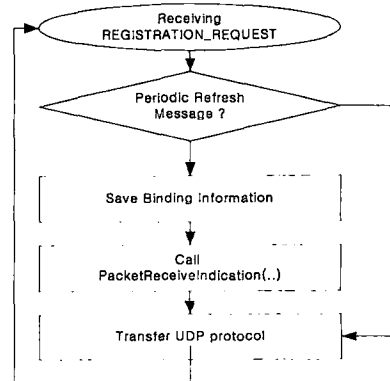 Receiving
REGISTRATION_REQUEST
Periodic Refresh
Message ?
Save Binding Information
Call
PacketReceiveIndication(..)
Transfer UDP protocol